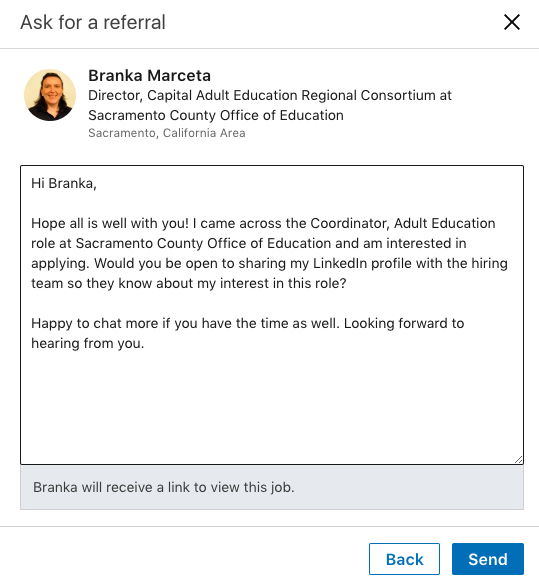 Ask for a referral
Branka Marceta
Director, Capital Adult Education Regional Consortium at
Sacramento County Office of Education
Sacramento, California Area
Hi Branka,
Hope all is well with you! I came across the Coordinator, Adult Education
role at Sacramento County Office of Education and am interested in
applying. Would you be open to sharing my LinkedIn profile with the hiring
team so they know about my interest in this role?
Happy to chat more if you have the time as well. Looking forward to
hearing from you.
Branka will receive a link to view this job.
Back
Send